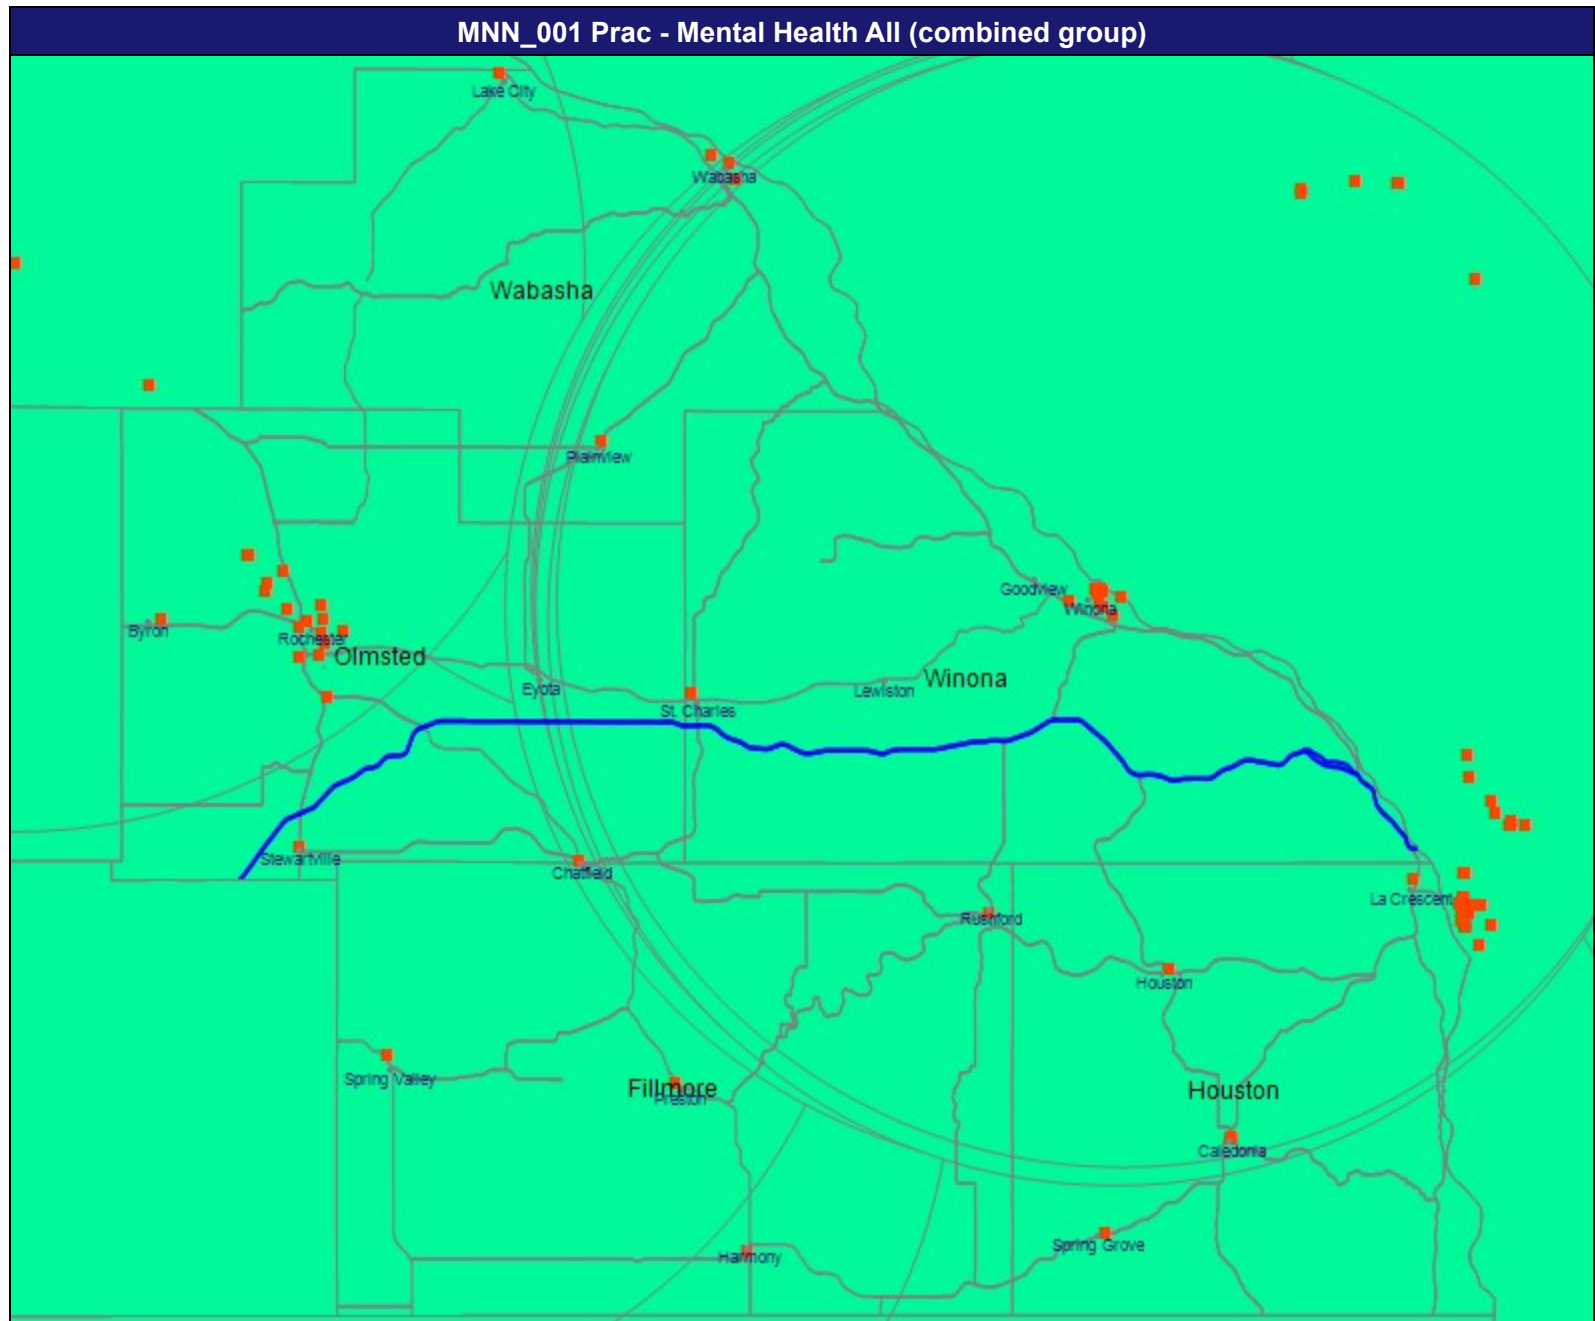 MNN_001 Prac - Mental Health All (combined group)
Lake City
Wabasha
Wabasha
Plainview
Goodview
Winona
Byron
Rochester
Olmsted
Eyota
Lewiston
Winona
St. Charles
Stewartville
Chatfield
La Crescent
Rushford
Houston
Spring Valley
Fillmore
Preston
Houston
Caledonia
Harmony
Spring Grove